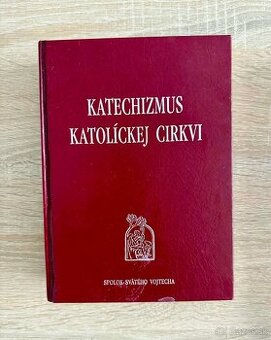 KATECHIZMUS
KATOLÍCKEJ CIRKVI
SPOLOK SVÄTÉHO VOJTECHA